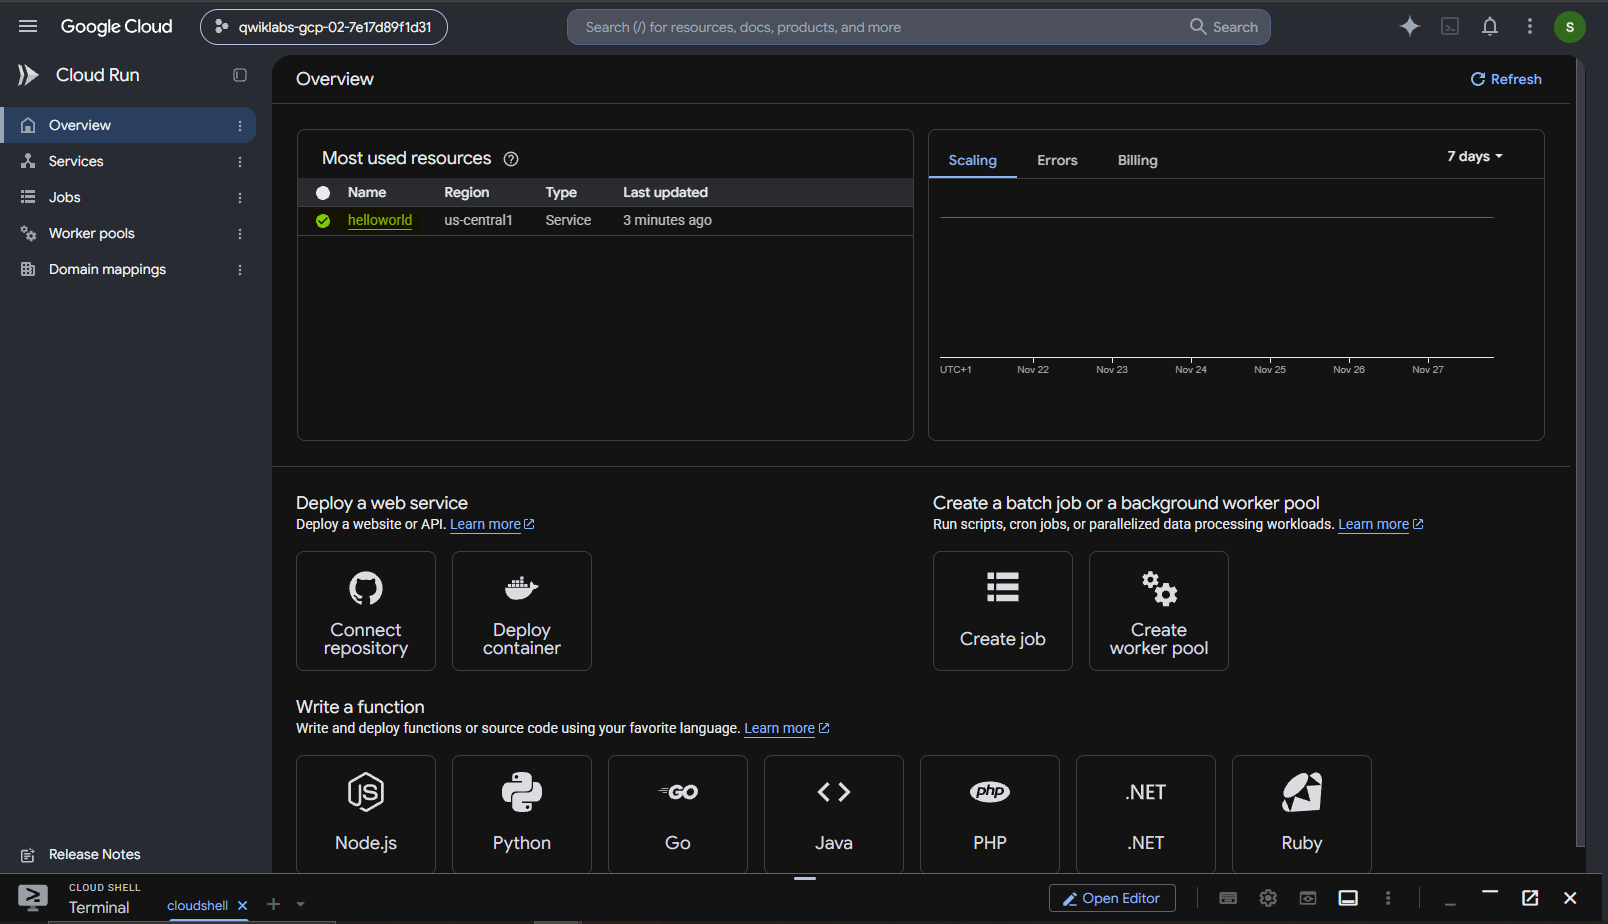 Google Cloud
qwiklabs-gcp-02-7e17d89f1d31
Search (/) for resources, docs, products, and more
Search
S
Cloud Run
Overview
Services
Jobs
Worker pools
Domain mappings
Release Notes
Overview
Refresh
Most used resources
Name Region Type Last updated
helloworld us-central1 Service 3 minutes ago
Scaling Errors Billing
7 days
UTC+1 Nov 22 Nov 23 Nov 24 Nov 25 Nov 26 Nov 27
Deploy a web service
Deploy a website or API. Learn more
Connect
repository
Deploy
container
Create a batch job or a background worker pool
Run scripts, cron jobs, or parallelized data processing workloads. Learn more
Create job
Create
worker pool
Write a function
Write and deploy functions or source code using your favorite language. Learn more
JS
Node.js
Python
GO
Go
Java
php
PHP
.NET
.NET
Ruby
CLOUD SHELL
Terminal
cloudshell
Open Editor